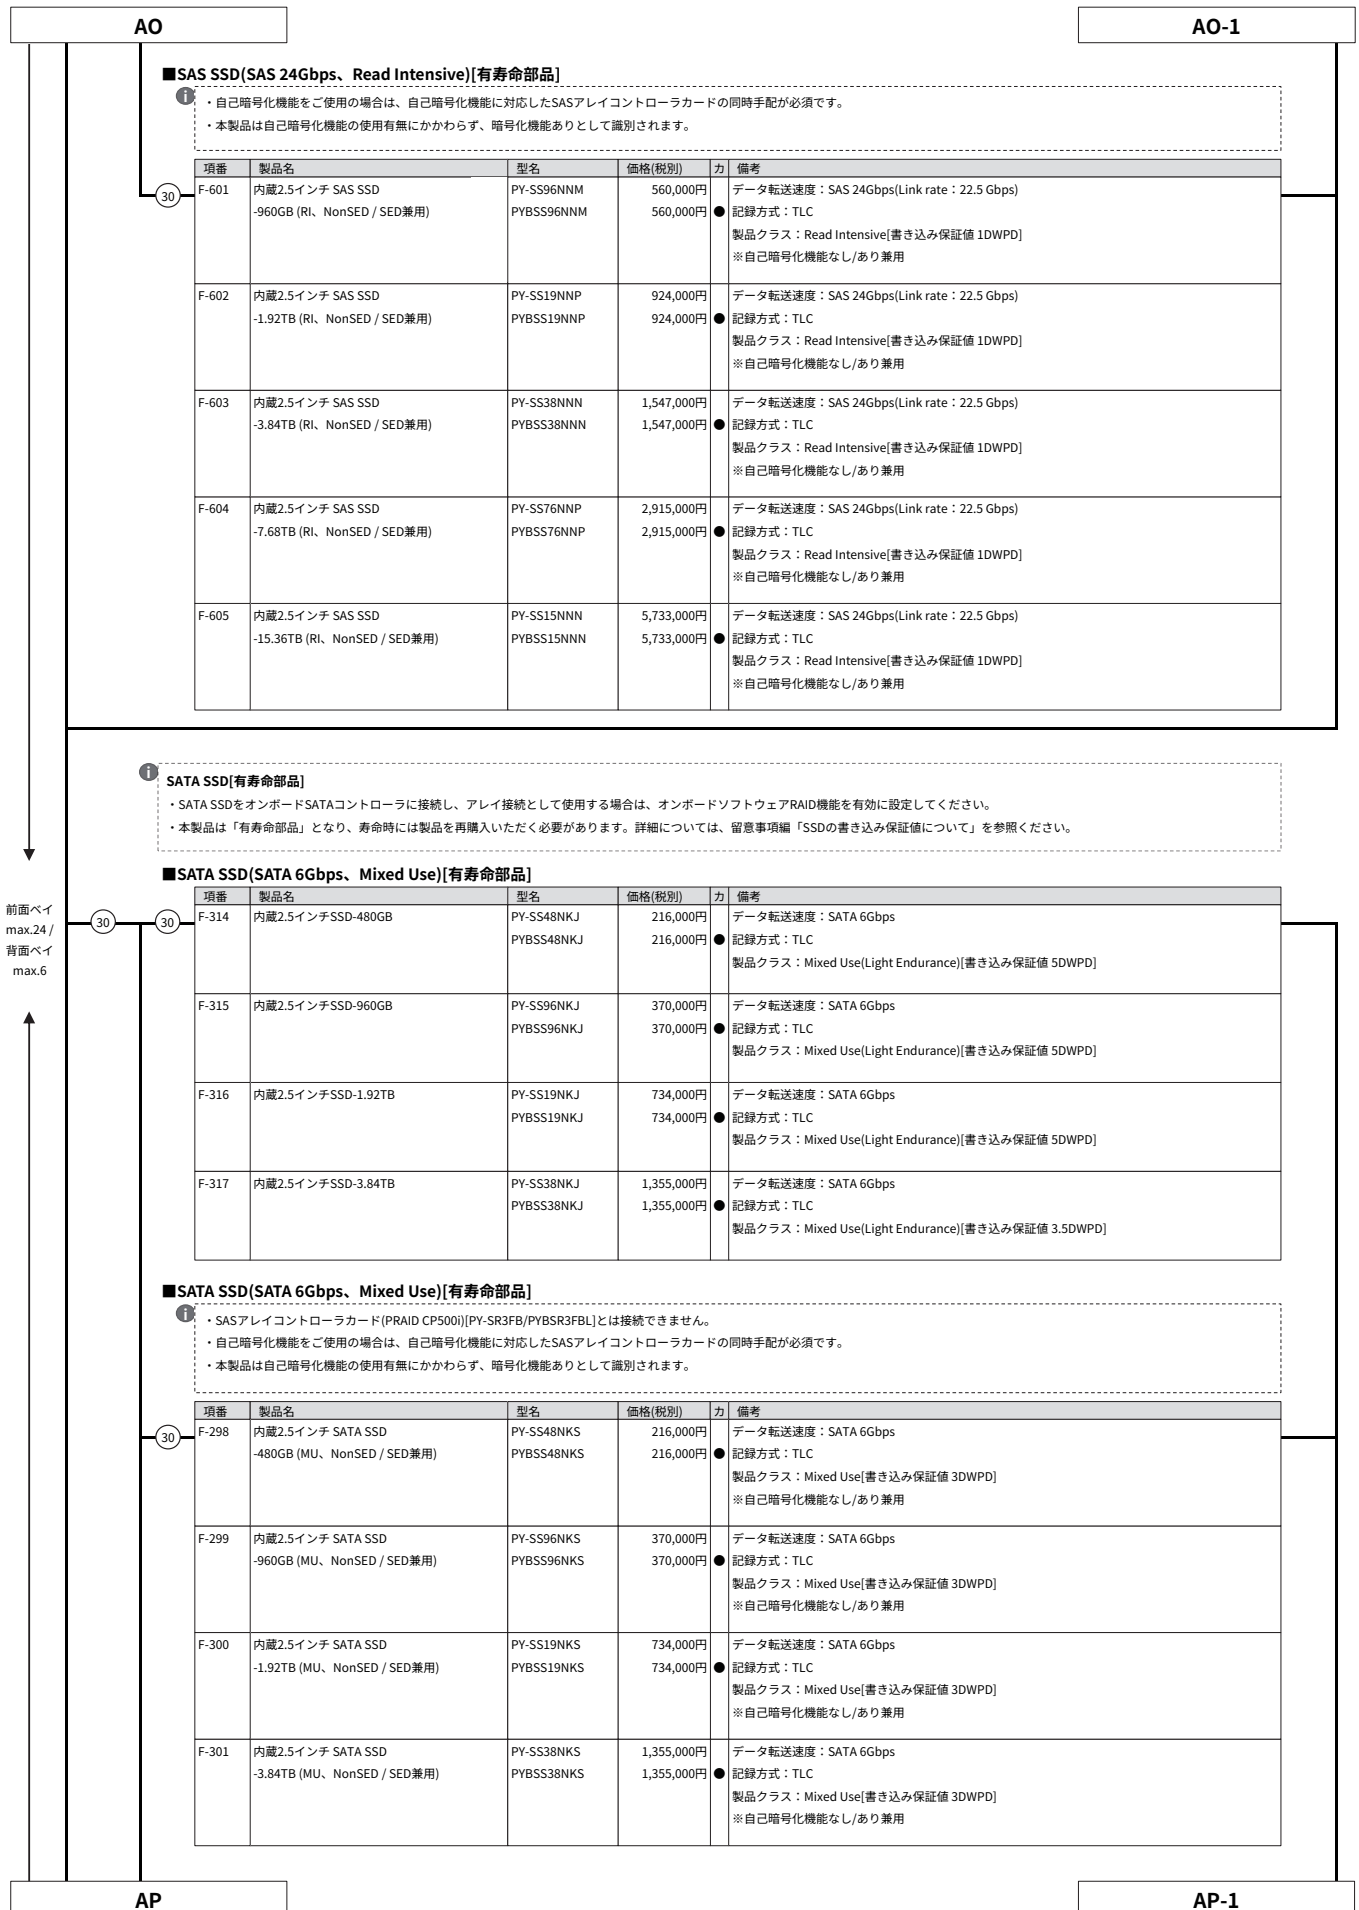 AO
AO-1
■SAS SSD(SAS 24Gbps、Read Intensive)[有寿命部品]
・自己暗号化機能をご使用の場合は、自己暗号化機能に対応したSASアレイコントローラカードの同時手配が必須です。
・本製品は自己暗号化機能の使用有無にかかわらず、暗号化機能ありとして識別されます。
項番 製品名 型名 価格(税別) カ 備考
30
F-601 内蔵2.5インチ SAS SSD PY-SS96NNM 560,000円 データ転送速度：SAS 24Gbps(Link rate：22.5 Gbps)
-960GB (RI、NonSED / SED兼用) PYBSS96NNM 560,000円 ● 記録方式：TLC
製品クラス：Read Intensive[書き込み保証値 1DWPD]
※自己暗号化機能なし/あり兼用
F-602 内蔵2.5インチ SAS SSD PY-SS19NNP 924,000円 データ転送速度：SAS 24Gbps(Link rate：22.5 Gbps)
-1.92TB (RI、NonSED / SED兼用) PYBSS19NNP 924,000円 ● 記録方式：TLC
製品クラス：Read Intensive[書き込み保証値 1DWPD]
※自己暗号化機能なし/あり兼用
F-603 内蔵2.5インチ SAS SSD PY-SS38NNN 1,547,000円 データ転送速度：SAS 24Gbps(Link rate：22.5 Gbps)
-3.84TB (RI、NonSED / SED兼用) PYBSS38NNN 1,547,000円 ● 記録方式：TLC
製品クラス：Read Intensive[書き込み保証値 1DWPD]
※自己暗号化機能なし/あり兼用
F-604 内蔵2.5インチ SAS SSD PY-SS76NNP 2,915,000円 データ転送速度：SAS 24Gbps(Link rate：22.5 Gbps)
-7.68TB (RI、NonSED / SED兼用) PYBSS76NNP 2,915,000円 ● 記録方式：TLC
製品クラス：Read Intensive[書き込み保証値 1DWPD]
※自己暗号化機能なし/あり兼用
F-605 内蔵2.5インチ SAS SSD PY-SS15NNN 5,733,000円 データ転送速度：SAS 24Gbps(Link rate：22.5 Gbps)
-15.36TB (RI、NonSED / SED兼用) PYBSS15NNN 5,733,000円 ● 記録方式：TLC
製品クラス：Read Intensive[書き込み保証値 1DWPD]
※自己暗号化機能なし/あり兼用
SATA SSD[有寿命部品]
・SATA SSDをオンボードSATAコントローラに接続し、アレイ接続として使用する場合は、オンボードソフトウェアRAID機能を有効に設定してください。
・本製品は「有寿命部品」となり、寿命時には製品を再購入いただく必要があります。詳細については、留意事項編「SSDの書き込み保証値について」を参照ください。
■SATA SSD(SATA 6Gbps、Mixed Use)[有寿命部品]
前面ベイ
max.24 /
背面ベイ
max.6
30
30
項番 製品名 型名 価格(税別) カ 備考
F-314 内蔵2.5インチSSD-480GB PY-SS48NKJ 216,000円 データ転送速度：SATA 6Gbps
PYBSS48NKJ 216,000円 ● 記録方式：TLC
製品クラス：Mixed Use(Light Endurance)[書き込み保証値 5DWPD]
F-315 内蔵2.5インチSSD-960GB PY-SS96NKJ 370,000円 データ転送速度：SATA 6Gbps
PYBSS96NKJ 370,000円 ● 記録方式：TLC
製品クラス：Mixed Use(Light Endurance)[書き込み保証値 5DWPD]
F-316 内蔵2.5インチSSD-1.92TB PY-SS19NKJ 734,000円 データ転送速度：SATA 6Gbps
PYBSS19NKJ 734,000円 ● 記録方式：TLC
製品クラス：Mixed Use(Light Endurance)[書き込み保証値 5DWPD]
F-317 内蔵2.5インチSSD-3.84TB PY-SS38NKJ 1,355,000円 データ転送速度：SATA 6Gbps
PYBSS38NKJ 1,355,000円 ● 記録方式：TLC
製品クラス：Mixed Use(Light Endurance)[書き込み保証値 3.5DWPD]
■SATA SSD(SATA 6Gbps、Mixed Use)[有寿命部品]
・SASアレイコントローラカード(PRAID CP500i)[PY-SR3FB/PYBSR3FBL]とは接続できません。
・自己暗号化機能をご使用の場合は、自己暗号化機能に対応したSASアレイコントローラカードの同時手配が必須です。
・本製品は自己暗号化機能の使用有無にかかわらず、暗号化機能ありとして識別されます。
項番 製品名 型名 価格(税別) カ 備考
30
F-298 内蔵2.5インチ SATA SSD PY-SS48NKS 216,000円 データ転送速度：SATA 6Gbps
-480GB (MU、NonSED / SED兼用) PYBSS48NKS 216,000円 ● 記録方式：TLC
製品クラス：Mixed Use[書き込み保証値 3DWPD]
※自己暗号化機能なし/あり兼用
F-299 内蔵2.5インチ SATA SSD PY-SS96NKS 370,000円 データ転送速度：SATA 6Gbps
-960GB (MU、NonSED / SED兼用) PYBSS96NKS 370,000円 ● 記録方式：TLC
製品クラス：Mixed Use[書き込み保証値 3DWPD]
※自己暗号化機能なし/あり兼用
F-300 内蔵2.5インチ SATA SSD PY-SS19NKS 734,000円 データ転送速度：SATA 6Gbps
-1.92TB (MU、NonSED / SED兼用) PYBSS19NKS 734,000円 ● 記録方式：TLC
製品クラス：Mixed Use[書き込み保証値 3DWPD]
※自己暗号化機能なし/あり兼用
F-301 内蔵2.5インチ SATA SSD PY-SS38NKS 1,355,000円 データ転送速度：SATA 6Gbps
-3.84TB (MU、NonSED / SED兼用) PYBSS38NKS 1,355,000円 ● 記録方式：TLC
製品クラス：Mixed Use[書き込み保証値 3DWPD]
※自己暗号化機能なし/あり兼用
AP
AP-1